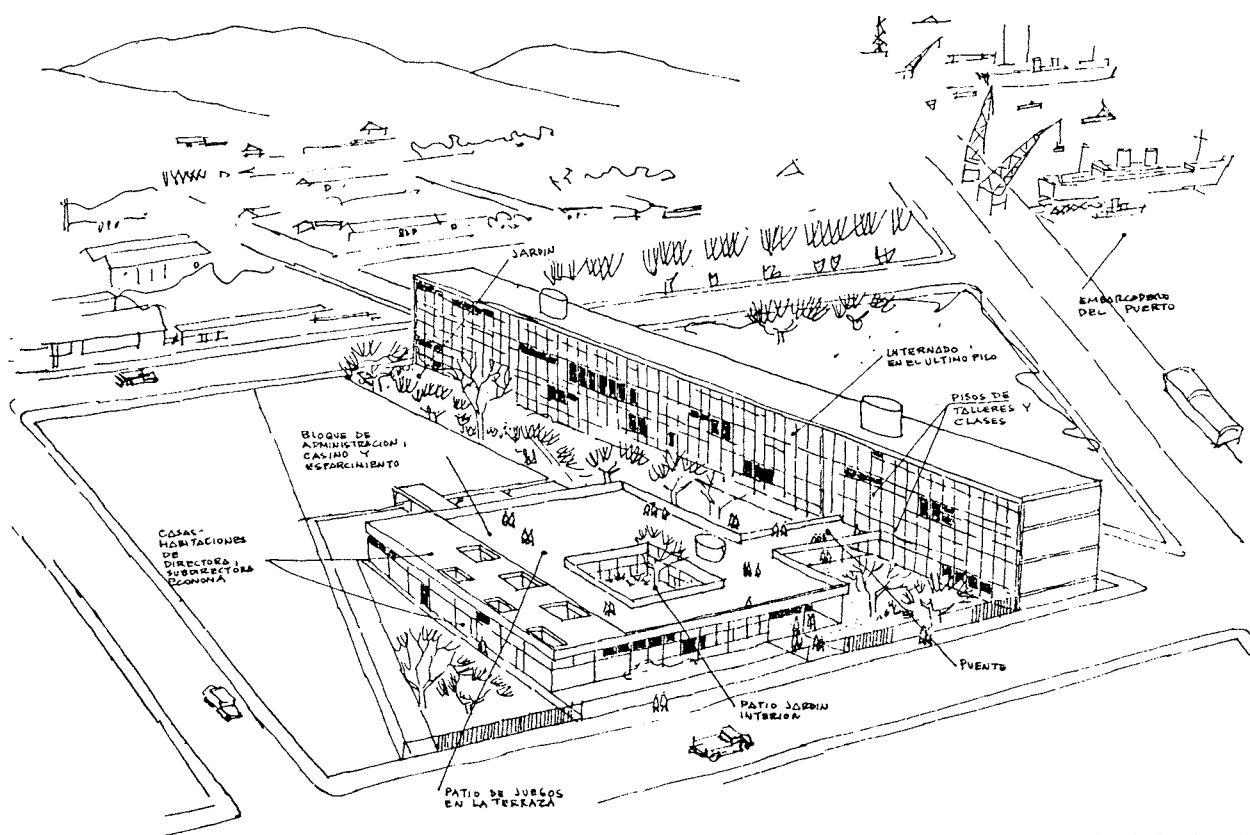 JARDIN
EMBARCADERO
DEL PUERTO
INTERNADO
EN EL ULTIMO PISO
PISOS DE
TALLERES Y
CLASES
BLOQUE DE
ADMINISTRACION,
CASINO Y
ESPARCIMIENTO
CASAS-
HABITACIONES
DE
DIRECTORA,
SUBDIRECTORA
ECONOMA
PUENTE
PATIO JARDIN
INTERIOR
PATIO DE JUEGOS
EN LA TERRAZA